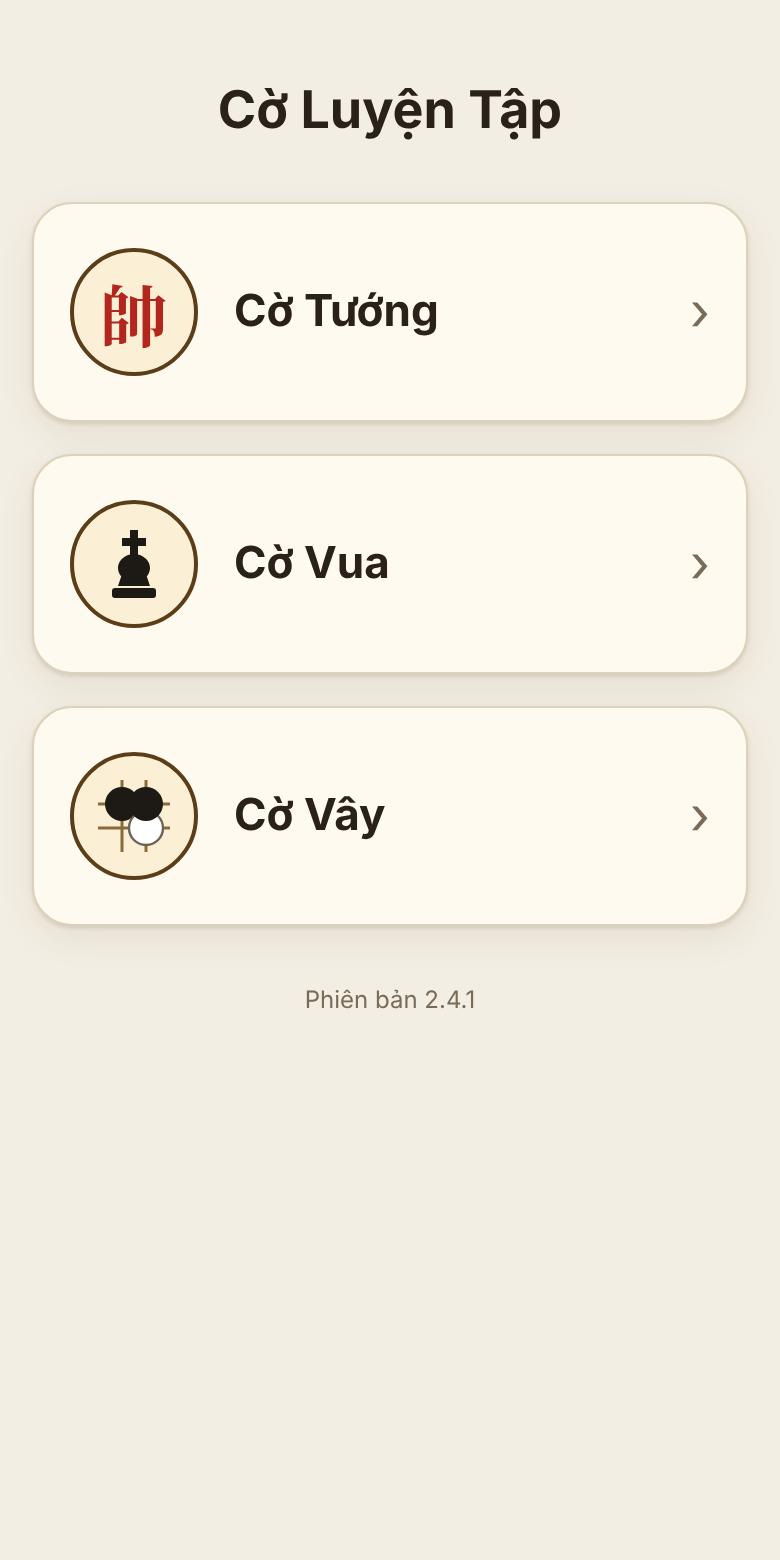 Cờ Luyện Tập
帥
Cờ Tướng
Cờ Vua
Cờ Vây
Phiên bản 2.4.1